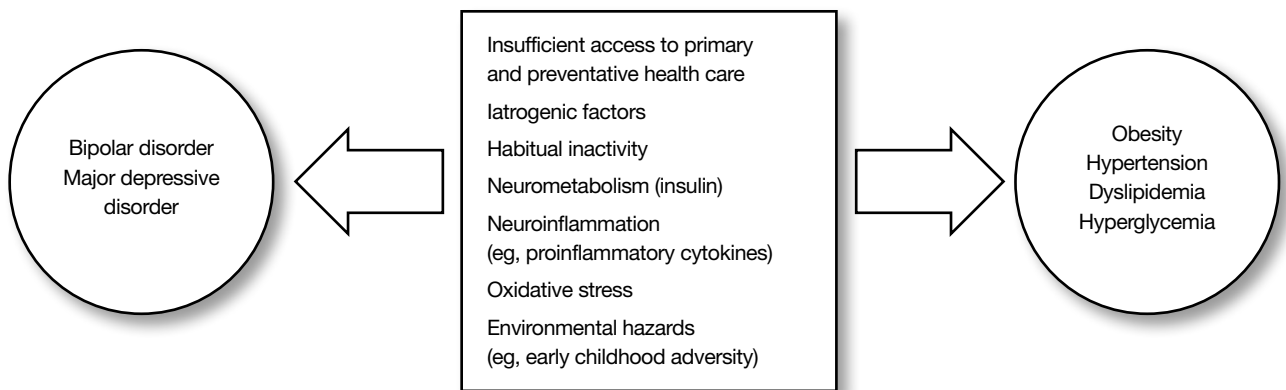 Bipolar disorder
Major depressive
disorder
Insufficient access to primary
and preventative health care
Iatrogenic factors
Habitual inactivity
Neurometabolism (insulin)
Neuroinflammation
(eg, proinflammatory cytokines)
Oxidative stress
Environmental hazards
(eg, early childhood adversity)
Obesity
Hypertension
Dyslipidemia
Hyperglycemia